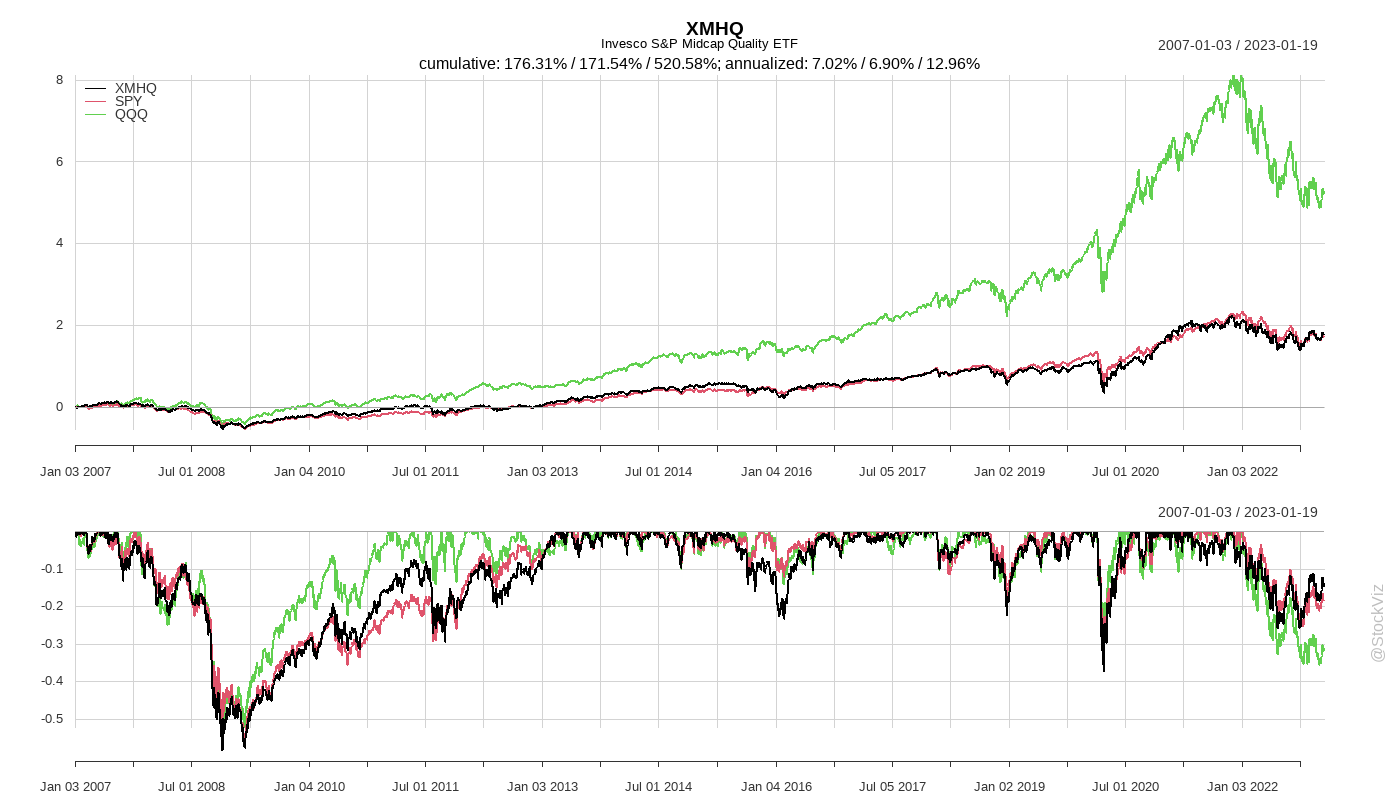 XMHQ
Invesco S&P Midcap Quality ETF
2007-01-03 / 2023-01-19
cumulative: 176.31% / 171.54% / 520.58%; annualized: 7.02% / 6.90% / 12.96%
8
XMHQ
SPY
QQQ
6
4
2
0
Jan 03 2007 Jul 01 2008 Jan 04 2010 Jul 01 2011 Jan 03 2013 Jul 01 2014 Jan 04 2016 Jul 05 2017 Jan 02 2019 Jul 01 2020 Jan 03 2022
2007-01-03 / 2023-01-19
-0.1
-0.2
-0.3
-0.4
-0.5
Jan 03 2007 Jul 01 2008 Jan 04 2010 Jul 01 2011 Jan 03 2013 Jul 01 2014 Jan 04 2016 Jul 05 2017 Jan 02 2019 Jul 01 2020 Jan 03 2022
@StockViz